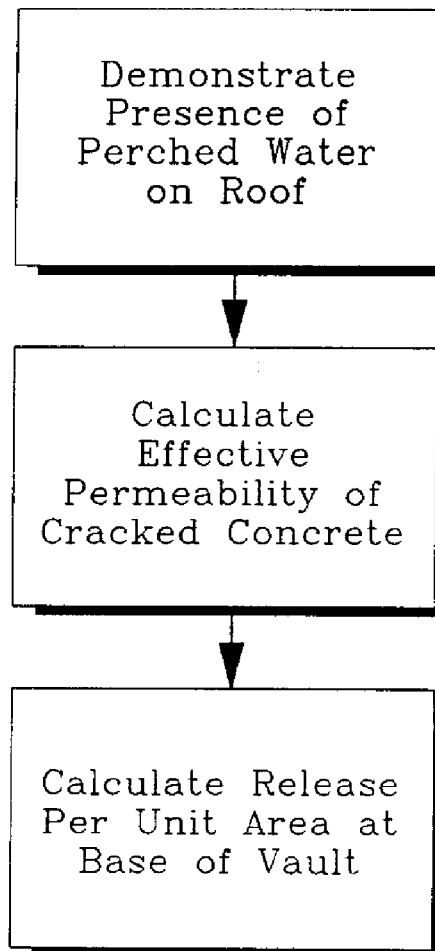 Demonstrate
Presence of
Perched Water
on Roof
Calculate
Effective
Permeability of
Cracked Concrete
Calculate Release
Per Unit Area at
Base of Vault